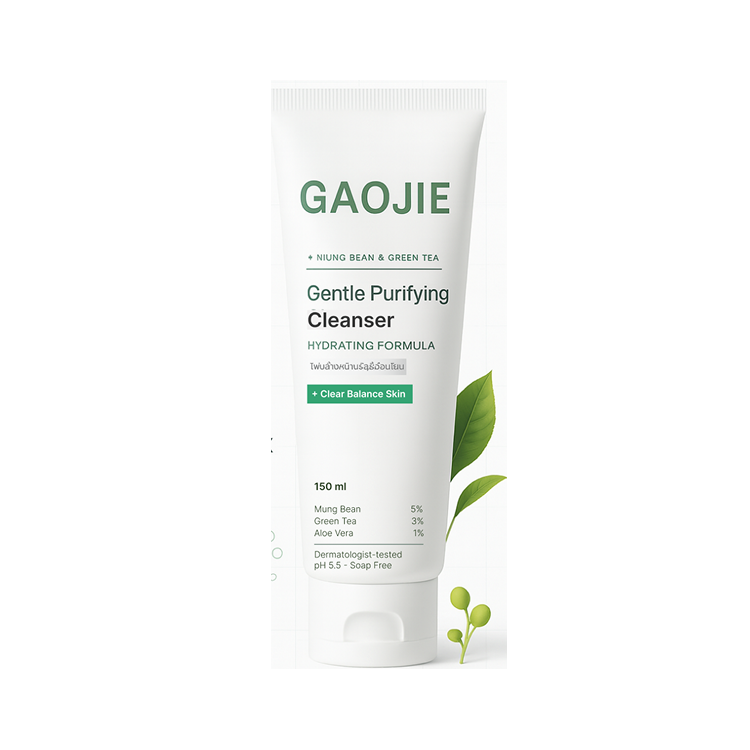 GAOJIE
+ NIUNG BEAN & GREEN TEA
Gentle Purifying
Cleanser
HYDRATING FORMULA
+ Clear Balance Skin
150 ml
Mung Bean 5%
Green Tea 3%
Aloe Vera 1%
Dermatologist-tested
pH 5.5 - Soap Free